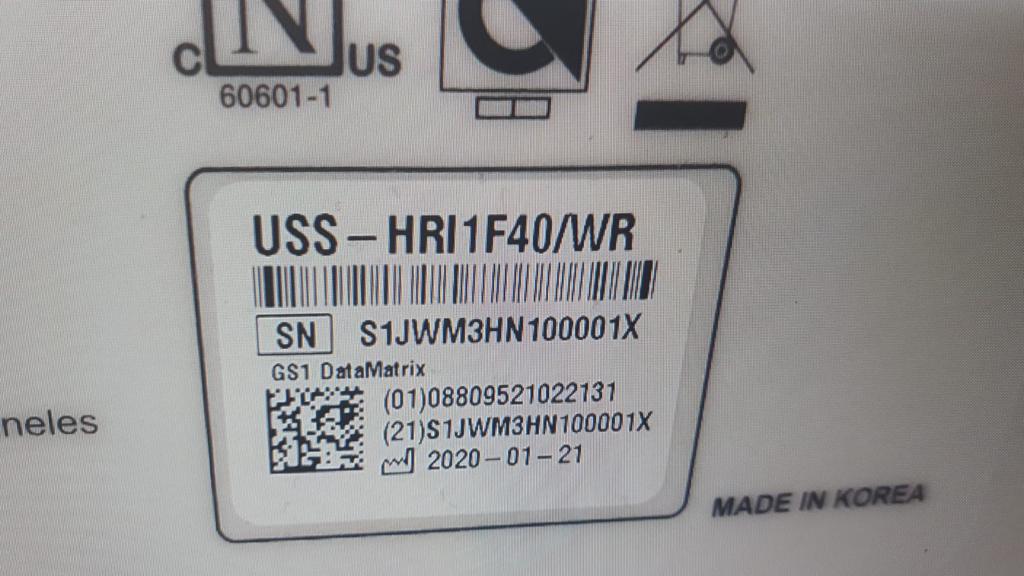 C N US
60601-1
USS-HRI1F40/WR
SN S1JWM3HN100001X
GS1 DataMatrix
(01)08809521022131
(21)S1JWM3HN100001X
2020-01-21
neles
MADE IN KOREA